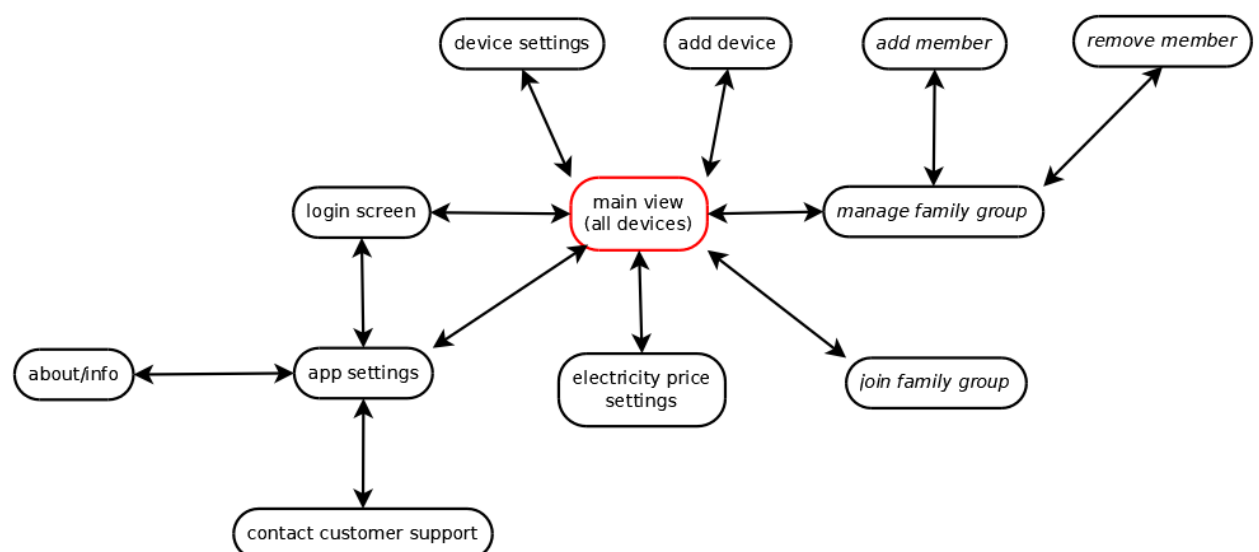 device settings
add device
add member
remove member
login screen
main view
(all devices)
manage family group
about/info
app settings
electricity price
settings
join family group
contact customer support